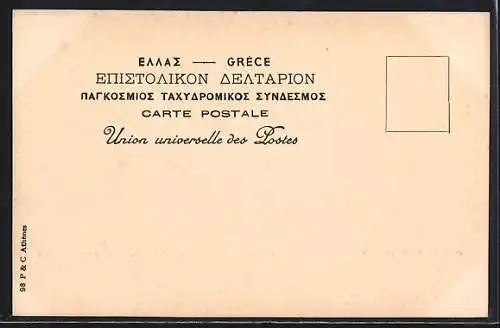 ΕΛΛΑΣ — GRÈCE
ΕΠΙΣΤΟΛΙΚΟΝ ΔΕΛΤΑΡΙΟΝ
ΠΑΓΚΟΣΜΙΟΣ ΤΑΧΥΔΡΟΜΙΚΟΣ ΣΥΝΔΕΣΜΟΣ
CARTE POSTALE
Union universelle des Postes
98 P & C Athènes